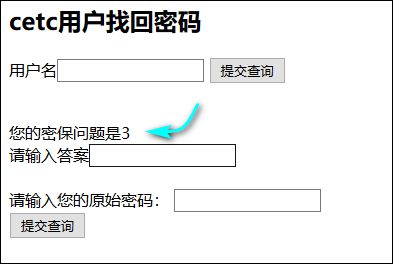 cetc用户找回密码
用户名 提交查询
您的密保问题是3
请输入答案
请输入您的原始密码：
提交查询